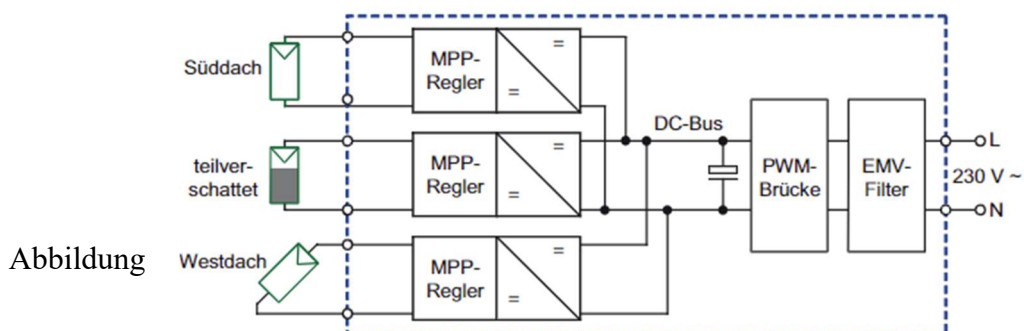 Süddach
MPP-
Regler
=
=
teilver-
schattet
MPP-
Regler
=
=
DC-Bus
PWM-
Brücke
EMV-
Filter
L
230 V ~
N
Abbildung
Westdach
MPP-
Regler
=
=